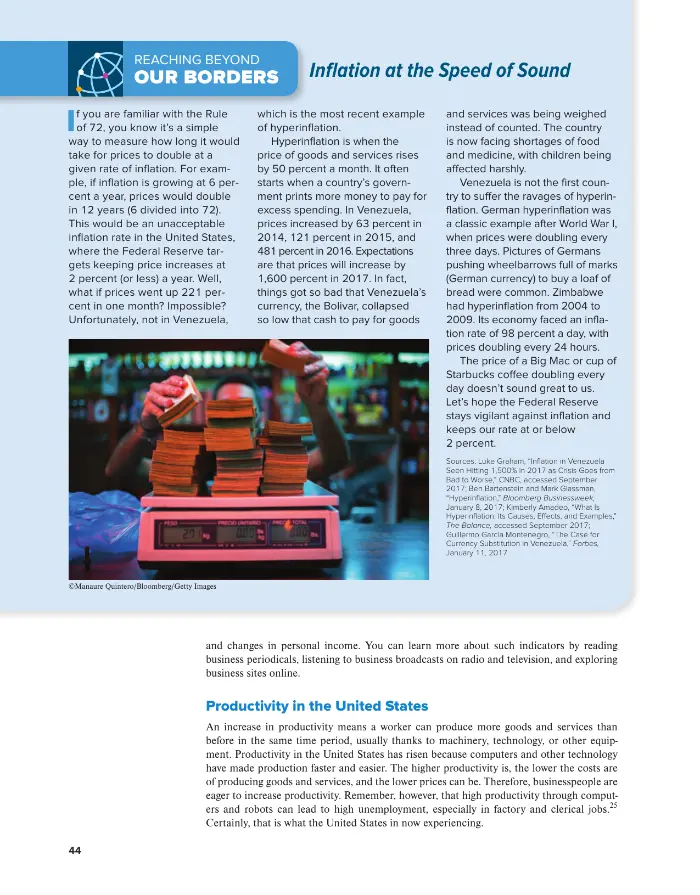 REACHING BEYOND
OUR BORDERS
Inflation at the Speed of Sound
If you are familiar with the Rule
of 72, you know it's a simple
way to measure how long it would
take for prices to double at a
given rate of inflation. For exam-
ple, if inflation is growing at 6 per-
cent a year, prices would double
in 12 years (6 divided into 72).
This would be an unacceptable
inflation rate in the United States,
where the Federal Reserve tar-
gets keeping price increases at
2 percent (or less) a year. Well,
what if prices went up 221 per-
cent in one month? Impossible?
Unfortunately, not in Venezuela,
which is the most recent example
of hyperinflation.
Hyperinflation is when the
price of goods and services rises
by 50 percent a month. It often
starts when a country's govern-
ment prints more money to pay for
excess spending. In Venezuela,
prices increased by 63 percent in
2014, 121 percent in 2015, and
481 percent in 2016. Expectations
are that prices will increase by
1,600 percent in 2017. In fact,
things got so bad that Venezuela's
currency, the Bolivar, collapsed
so low that cash to pay for goods
and services was being weighed
instead of counted. The country
is now facing shortages of food
and medicine, with children being
affected harshly.
Venezuela is not the first coun-
try to suffer the ravages of hyperin-
flation. German hyperinflation was
a classic example after World War I,
when prices were doubling every
three days. Pictures of Germans
pushing wheelbarrows full of marks
(German currency) to buy a loaf of
bread were common. Zimbabwe
had hyperinflation from 2004 to
2009. Its economy faced an infla-
tion rate of 98 percent a day, with
prices doubling every 24 hours.
The price of a Big Mac or cup of
Starbucks coffee doubling every
day doesn't sound great to us.
Let's hope the Federal Reserve
stays vigilant against inflation and
keeps our rate at or below
2 percent.
Sources: Luke Graham, "Inflation in Venezuela
Seen Hitting 1,500% in 2017 as Crisis Goes from
Bad to Worse," CNBC, accessed September
2017; Ben Bartenstein and Mark Glassman,
"Hyperinflation," Bloomberg Businessweek,
January 8, 2017; Kimberly Amadeo, "What Is
Hyperinflation: Its Causes, Effects, and Examples,"
The Balance, accessed September 2017;
Guillermo Garcia Montenegro, "The Case for
Currency Substitution in Venezuela," Forbes,
January 11, 2017.
PESO
PRECIO UNITARIO
PRECIO TOTAL
©Manaure Quintero/Bloomberg/Getty Images
and changes in personal income. You can learn more about such indicators by reading
business periodicals, listening to business broadcasts on radio and television, and exploring
business sites online.
Productivity in the United States
An increase in productivity means a worker can produce more goods and services than
before in the same time period, usually thanks to machinery, technology, or other equip-
ment. Productivity in the United States has risen because computers and other technology
have made production faster and easier. The higher productivity is, the lower the costs are
of producing goods and services, and the lower prices can be. Therefore, businesspeople are
eager to increase productivity. Remember, however, that high productivity through comput-
ers and robots can lead to high unemployment, especially in factory and clerical jobs.25
Certainly, that is what the United States in now experiencing.
44